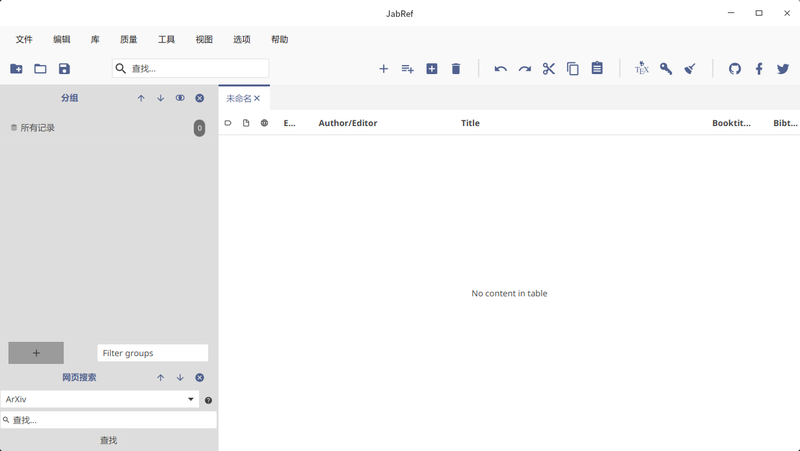 JabRef
文件 编辑 库 质量 工具 视图 选项 帮助
查找...
TEX
分组
未命名
所有记录 0
E... Author/Editor Title Booktit... Bibt...
No content in table
Filter groups
网页搜索
ArXiv
查找...
查找